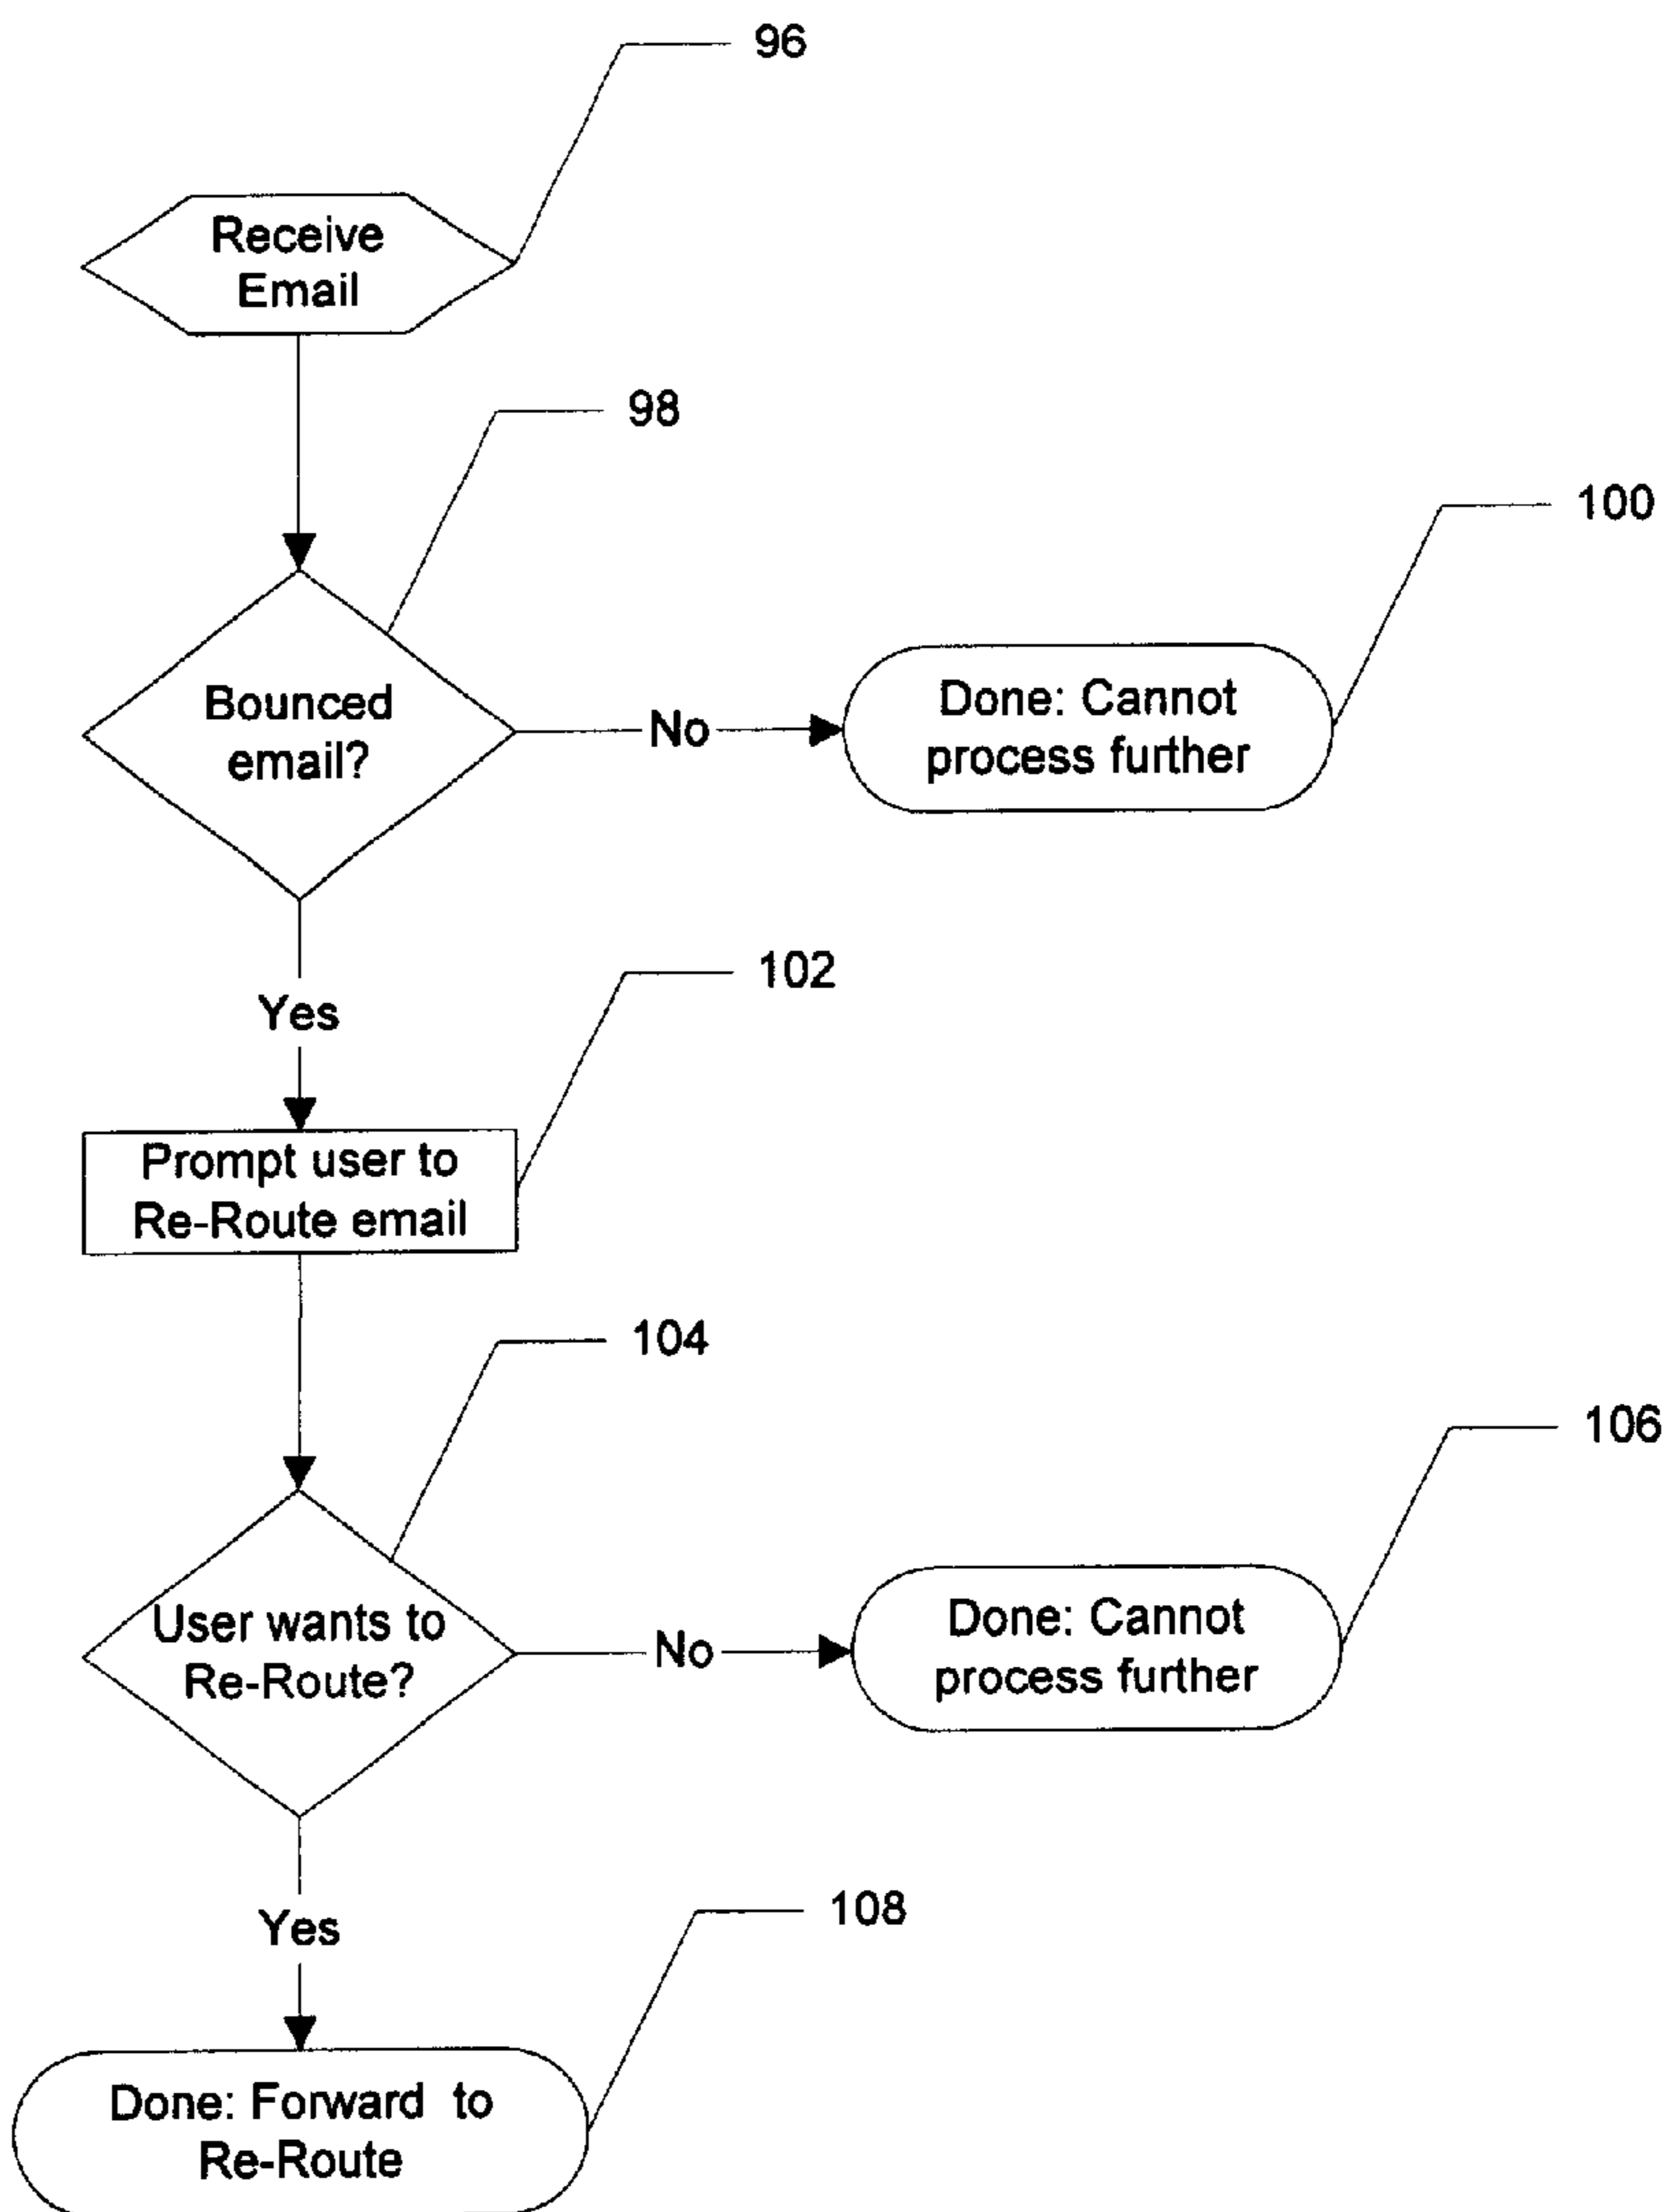 96
Receive
Email
98
100
Bounced
email?
No
Done: Cannot
process further
Yes
102
Prompt user to
Re-Route email
104
106
User wants to
Re-Route?
No
Done: Cannot
process further
Yes
108
Done: Forward to
Re-Route